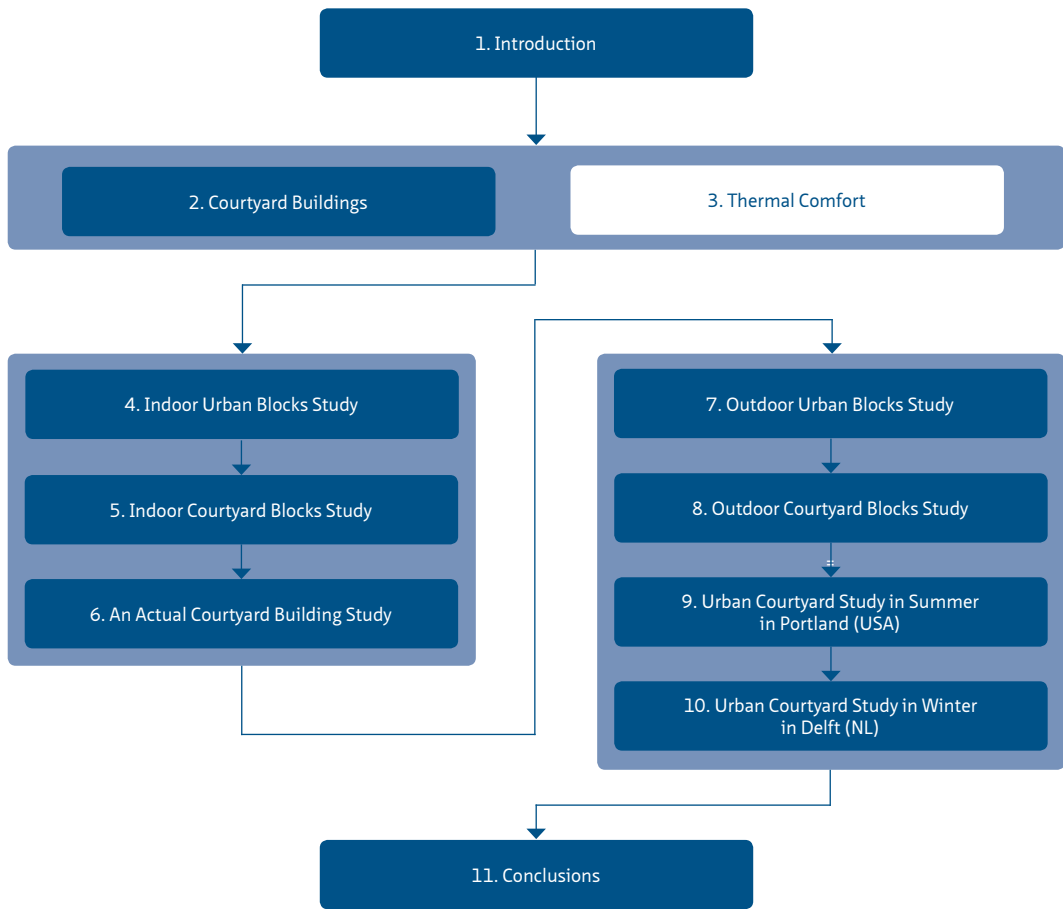 1. Introduction
2. Courtyard Buildings
3. Thermal Comfort
4. Indoor Urban Blocks Study
5. Indoor Courtyard Blocks Study
6. An Actual Courtyard Building Study
7. Outdoor Urban Blocks Study
8. Outdoor Courtyard Blocks Study
9. Urban Courtyard Study in Summer
in Portland (USA)
10. Urban Courtyard Study in Winter
in Delft (NL)
11. Conclusions